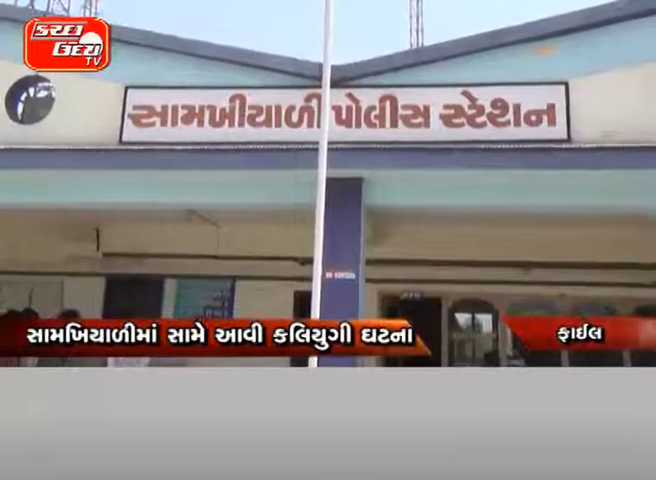 કચ્છ
ઉદય
TV
સામખીયાળી પોલીસ સ્ટેશન
સામખિયાળીમાં સામે આવી કલિયુગી ઘટના
ફાઈલ